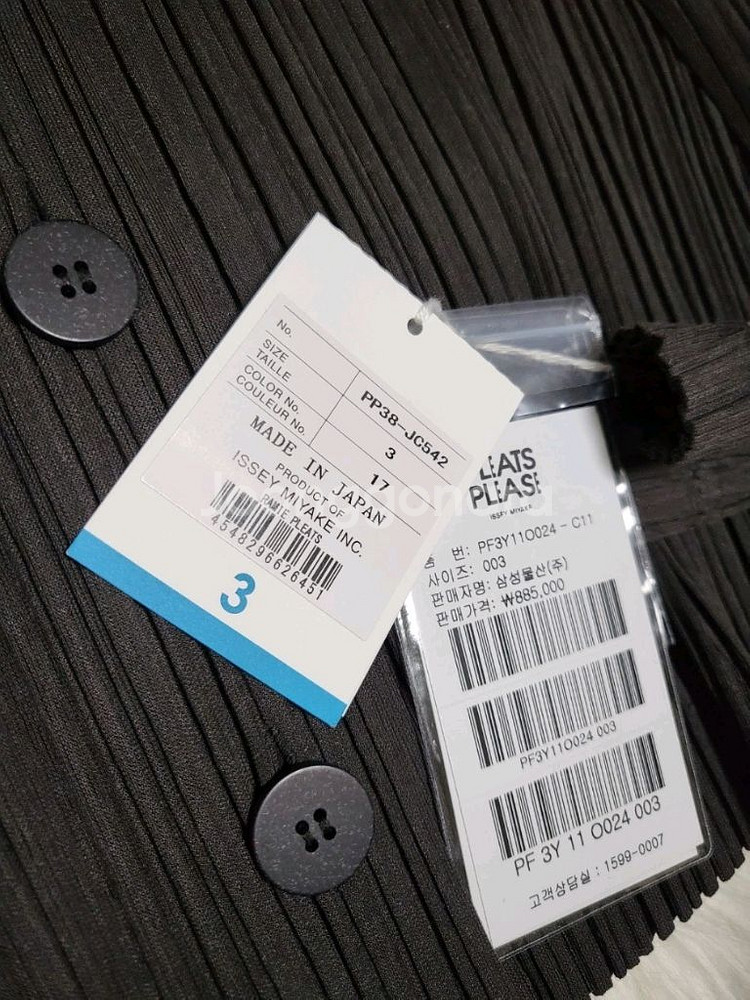 No.
PP38-JC542
SIZE
TAILLE
3
COLOR No.
COULEUR No.
17
MADE IN JAPAN
PRODUCT OF
ISSEY MIYAKE INC.
RAMIE PLEATS
4548296626451
3
PLEATS
PLEASE
ISSEY MIYAKE
번: PF3Y11O024-C11
사이즈: 003
판매자명: 삼성물산(주)
판매가격: ₩885,000
PF3Y11O024 003
PF 3Y 11 O024 003
고객상담실 : 1599-0007